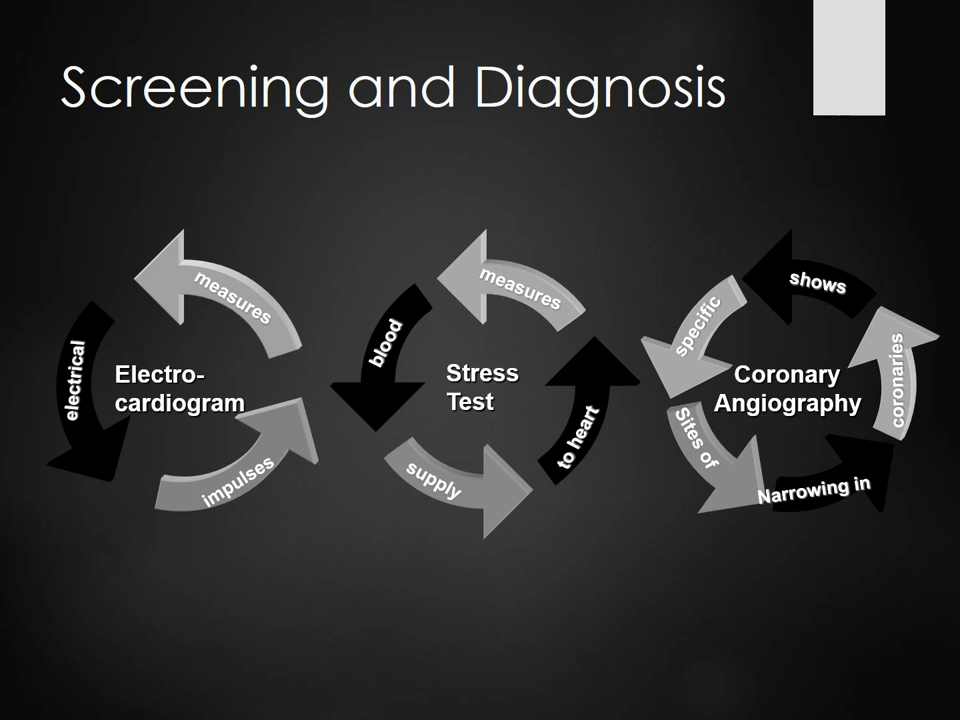 Screening and Diagnosis
Electro-
cardiogram
measures
electrical
impulses
Stress
Test
measures
blood
supply
to heart
Coronary
Angiography
shows
specific
Sites of
Narrowing in
coronaries